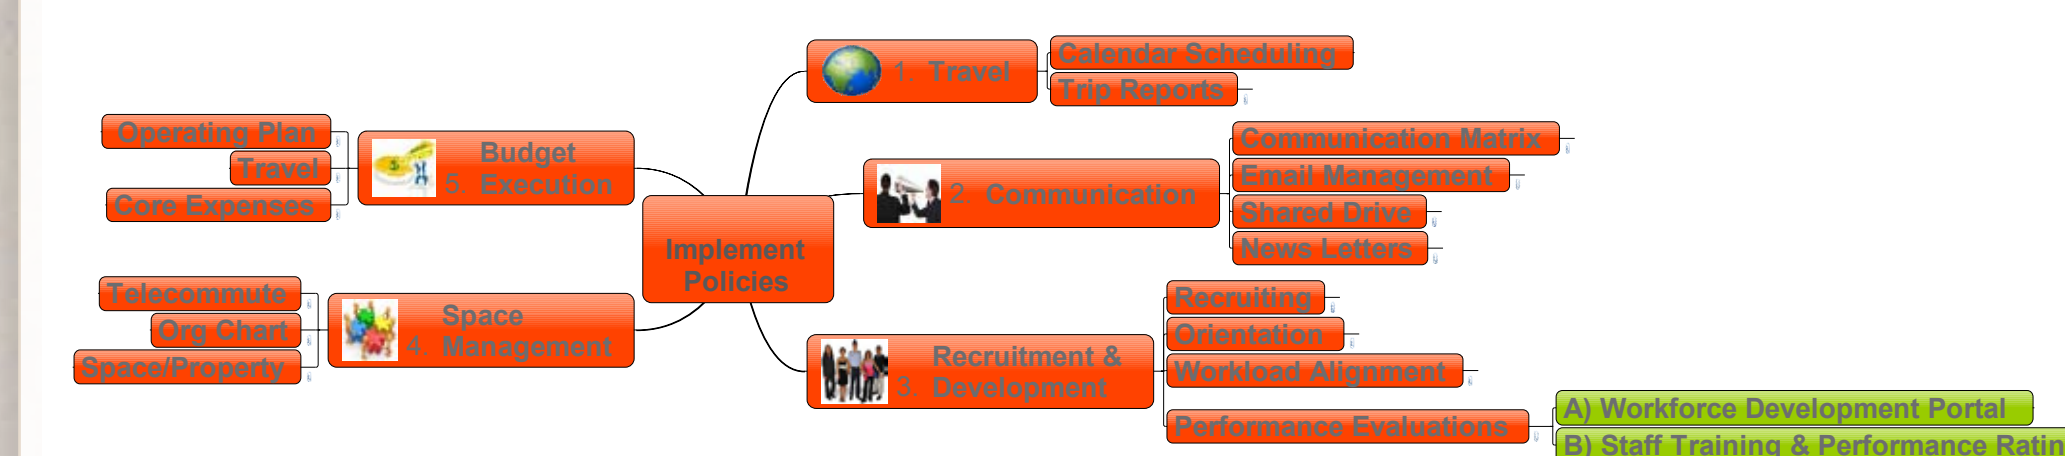 Implement
Policies
1. Travel
Calendar Scheduling
Trip Reports
2. Communication
Communication Matrix
Email Management
Shared Drive
News Letters
3. Recruitment &
Development
Recruiting
Orientation
Workload Alignment
Performance Evaluations
A) Workforce Development Portal
B) Staff Training & Performance Ratin
4. Space
Management
Telecommute
Org Chart
Space/Property
5. Budget
Execution
Operating Plan
Travel
Core Expenses